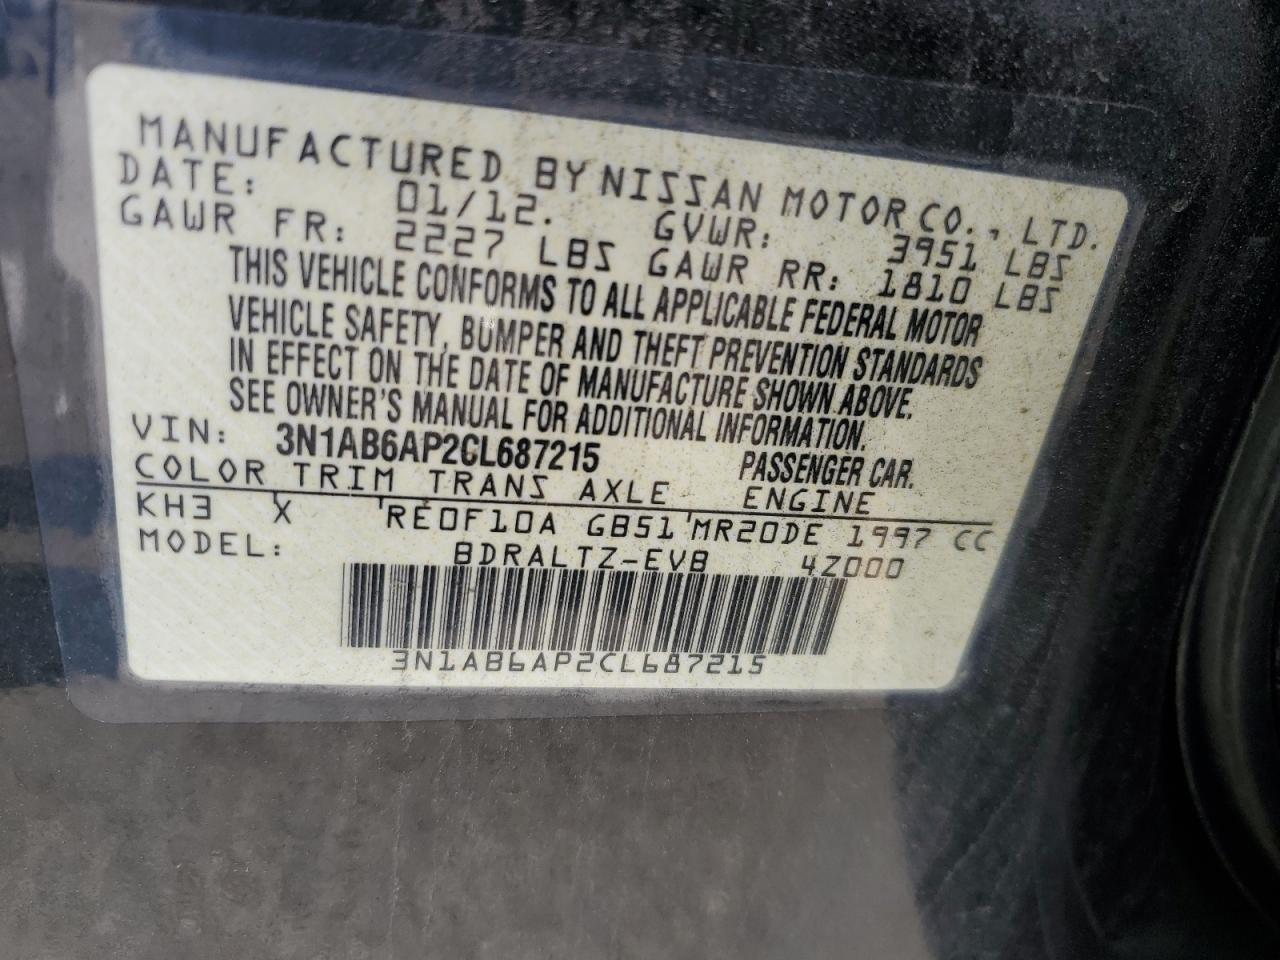 MANUFACTURED BY NISSAN MOTOR CO., LTD.
DATE: 01/12. GVWR: 3951 LBS
GAWR FR: 2227 LBS GAWR RR: 1810 LBS
THIS VEHICLE CONFORMS TO ALL APPLICABLE FEDERAL MOTOR
VEHICLE SAFETY, BUMPER AND THEFT PREVENTION STANDARDS
IN EFFECT ON THE DATE OF MANUFACTURE SHOWN ABOVE.
SEE OWNER'S MANUAL FOR ADDITIONAL INFORMATION.
VIN: 3N1AB6AP2CL687215 PASSENGER CAR.
COLOR TRIM TRANS AXLE ENGINE
KH3 X RE0F10A GB51 MR20DE 1997 CC
MODEL: BDRALTZ-EVB 4Z000
3N1AB6AP2CL687215